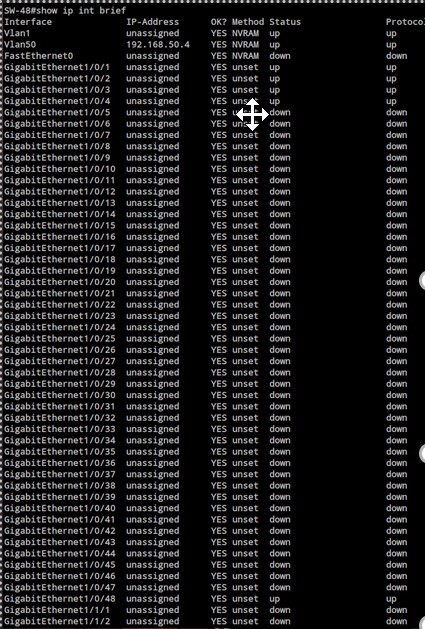 SW-48#show ip int brief
Interface IP-Address OK? Method Status Protoco
Vlan1 unassigned YES NVRAM up up
Vlan50 192.168.50.4 YES NVRAM up up
FastEthernet0 unassigned YES NVRAM down down
GigabitEthernet1/0/1 unassigned YES unset up up
GigabitEthernet1/0/2 unassigned YES unset up up
GigabitEthernet1/0/3 unassigned YES unset up up
GigabitEthernet1/0/4 unassigned YES unset up up
GigabitEthernet1/0/5 unassigned YES unset down down
GigabitEthernet1/0/6 unassigned YES unset down down
GigabitEthernet1/0/7 unassigned YES unset down down
GigabitEthernet1/0/8 unassigned YES unset down down
GigabitEthernet1/0/9 unassigned YES unset down down
GigabitEthernet1/0/10 unassigned YES unset down down
GigabitEthernet1/0/11 unassigned YES unset down down
GigabitEthernet1/0/12 unassigned YES unset down down
GigabitEthernet1/0/13 unassigned YES unset down down
GigabitEthernet1/0/14 unassigned YES unset down down
GigabitEthernet1/0/15 unassigned YES unset down down
GigabitEthernet1/0/16 unassigned YES unset down down
GigabitEthernet1/0/17 unassigned YES unset down down
GigabitEthernet1/0/18 unassigned YES unset down down
GigabitEthernet1/0/19 unassigned YES unset down down
GigabitEthernet1/0/20 unassigned YES unset down down
GigabitEthernet1/0/21 unassigned YES unset down down
GigabitEthernet1/0/22 unassigned YES unset down down
GigabitEthernet1/0/23 unassigned YES unset down down
GigabitEthernet1/0/24 unassigned YES unset down down
GigabitEthernet1/0/25 unassigned YES unset down down
GigabitEthernet1/0/26 unassigned YES unset down down
GigabitEthernet1/0/27 unassigned YES unset down down
GigabitEthernet1/0/28 unassigned YES unset down down
GigabitEthernet1/0/29 unassigned YES unset down down
GigabitEthernet1/0/30 unassigned YES unset down down
GigabitEthernet1/0/31 unassigned YES unset down down
GigabitEthernet1/0/32 unassigned YES unset down down
GigabitEthernet1/0/33 unassigned YES unset down down
GigabitEthernet1/0/34 unassigned YES unset down down
GigabitEthernet1/0/35 unassigned YES unset down down
GigabitEthernet1/0/36 unassigned YES unset down down
GigabitEthernet1/0/37 unassigned YES unset down down
GigabitEthernet1/0/38 unassigned YES unset down down
GigabitEthernet1/0/39 unassigned YES unset down down
GigabitEthernet1/0/40 unassigned YES unset down down
GigabitEthernet1/0/41 unassigned YES unset down down
GigabitEthernet1/0/42 unassigned YES unset down down
GigabitEthernet1/0/43 unassigned YES unset down down
GigabitEthernet1/0/44 unassigned YES unset down down
GigabitEthernet1/0/45 unassigned YES unset down down
GigabitEthernet1/0/46 unassigned YES unset down down
GigabitEthernet1/0/47 unassigned YES unset down down
GigabitEthernet1/0/48 unassigned YES unset up up
GigabitEthernet1/1/1 unassigned YES unset down down
GigabitEthernet1/1/2 unassigned YES unset down down